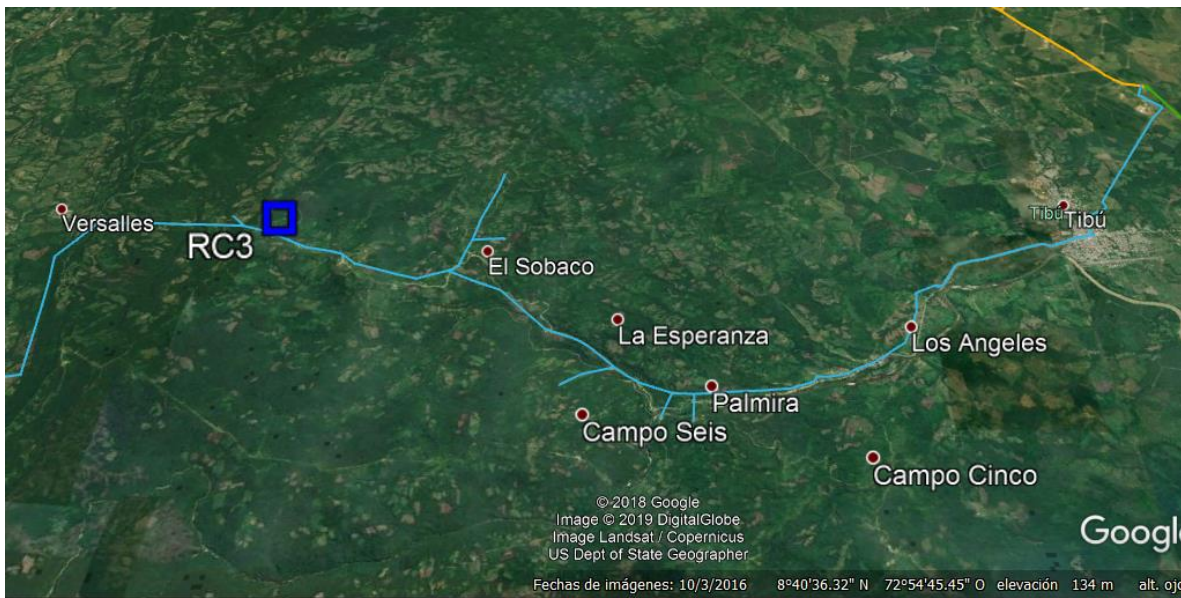 Versalles
RC3
El Sobaco
La Esperanza
Tibú
Tibú
Los Angeles
Palmira
Campo Seis
Campo Cinco
© 2018 Google
Image © 2019 DigitalGlobe
Image Landsat / Copernicus
US Dept of State Geographer
Google
Fechas de imágenes: 10/3/2016 8°40'36.32" N 72°54'45.45" O elevación 134 m alt. ojo